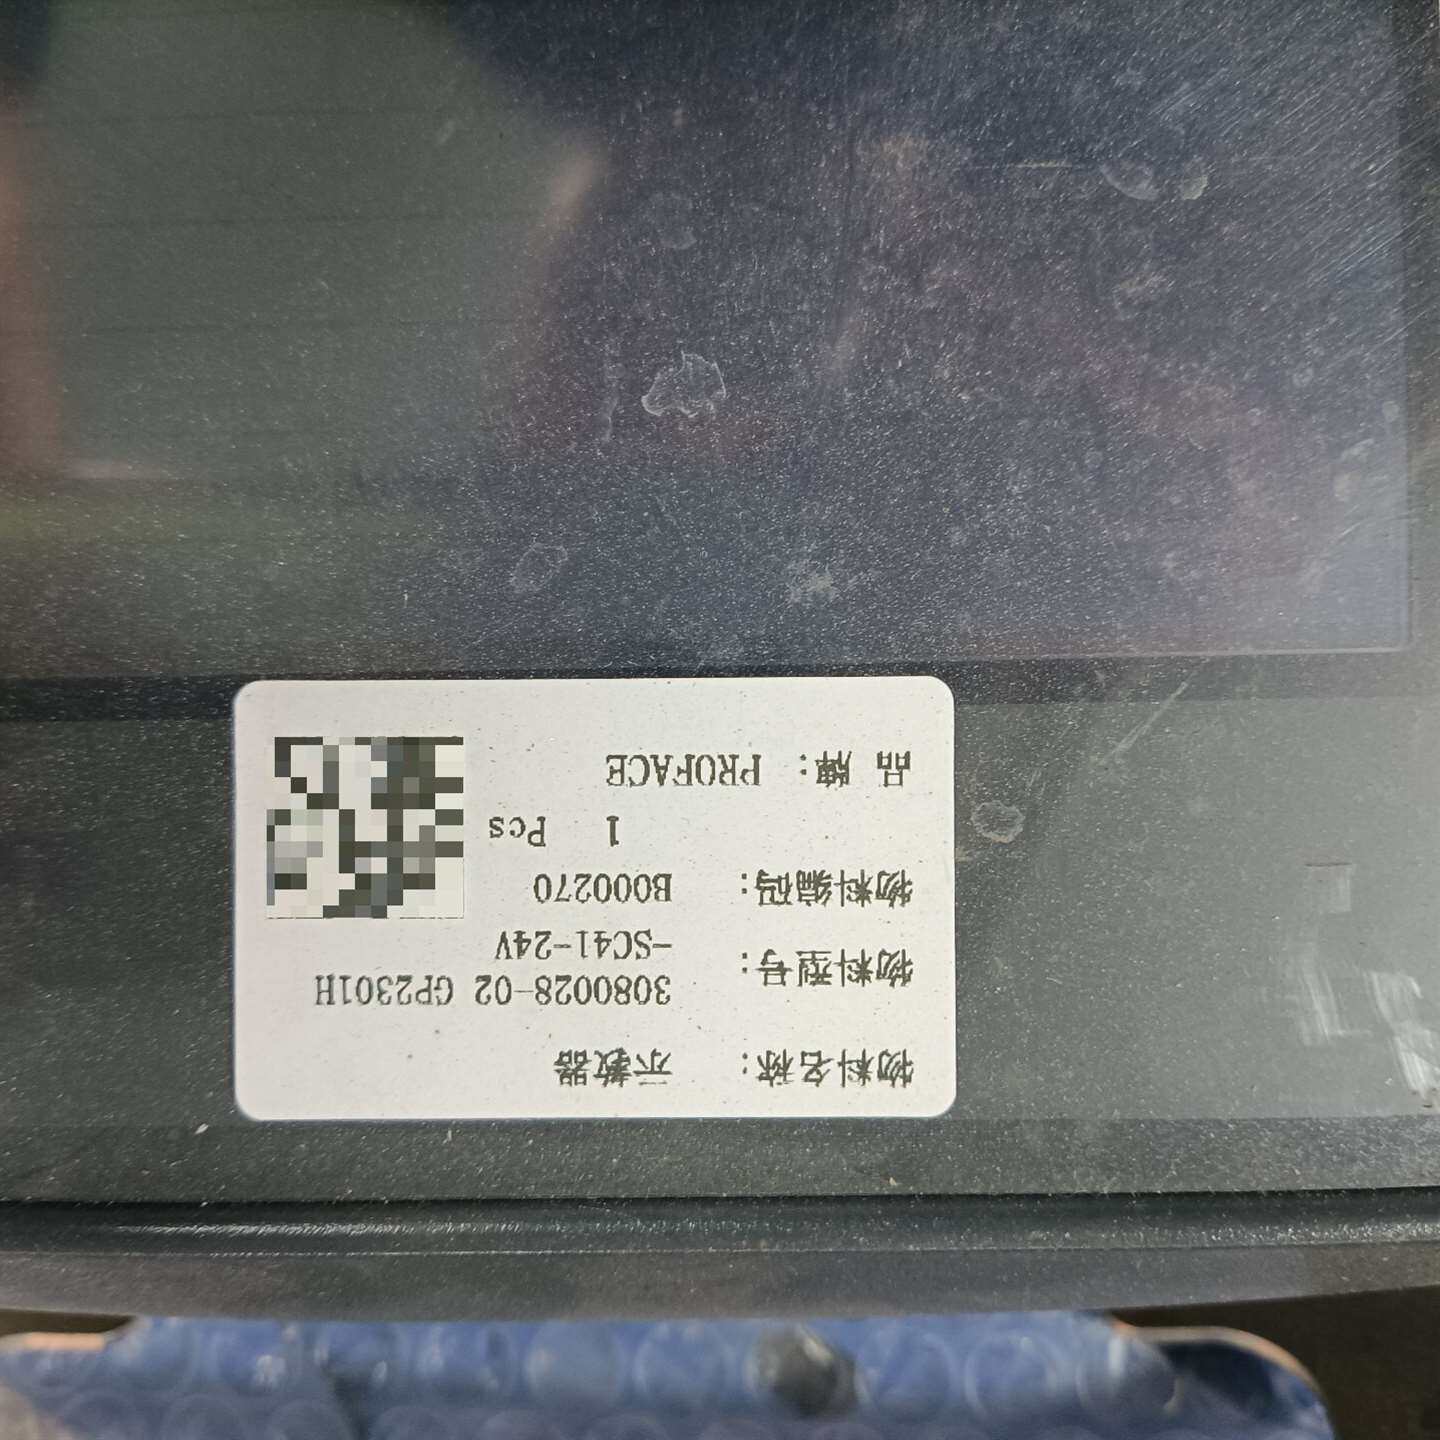 物料名称: 示教器
物料型号: 3080028-02 GP2301H
-SC41-24V
物料编码: B000270
1 Pcs
品 牌: PROFACE